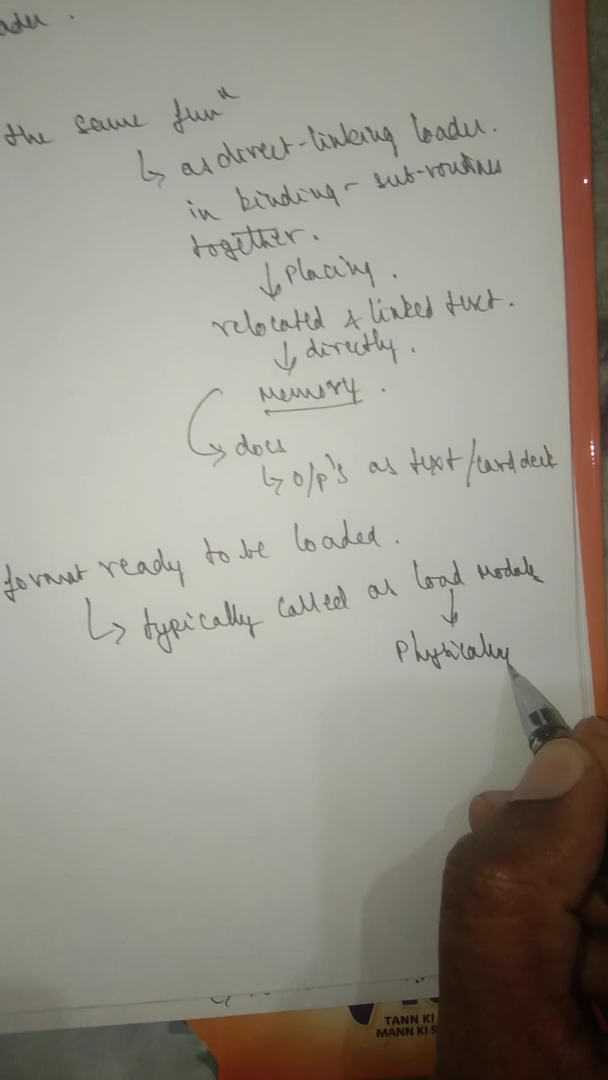 ader.
the same funⁿ
↳ as direct-linking loader.
in binding - sub-routines
together.
↓ placing.
relocated & linked text.
↓ directly.
Memory.
↳ does
↳ o/p's as text/card deck
format ready to be loaded.
↳ typically called as load Module
↓
Physically
TANN KI
MANN KI S